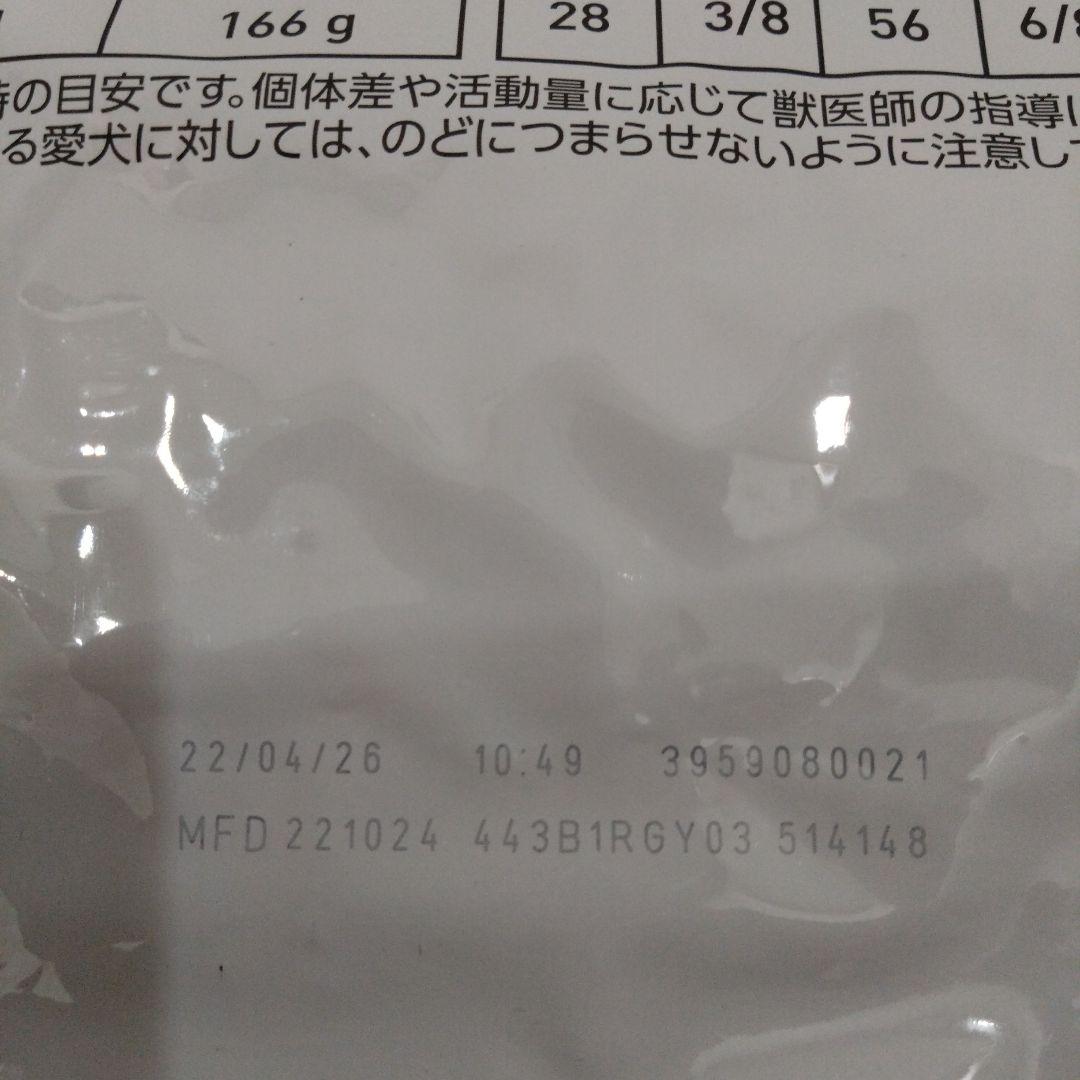 166 g 28 3/8 56 6/8
の目安です。個体差や活動量に応じて獣医師の指導
る愛犬に対しては、のどにつまらせないように注意し
22/04/26 10:49 3959080021
MFD 221024 443B1RGY03 514148